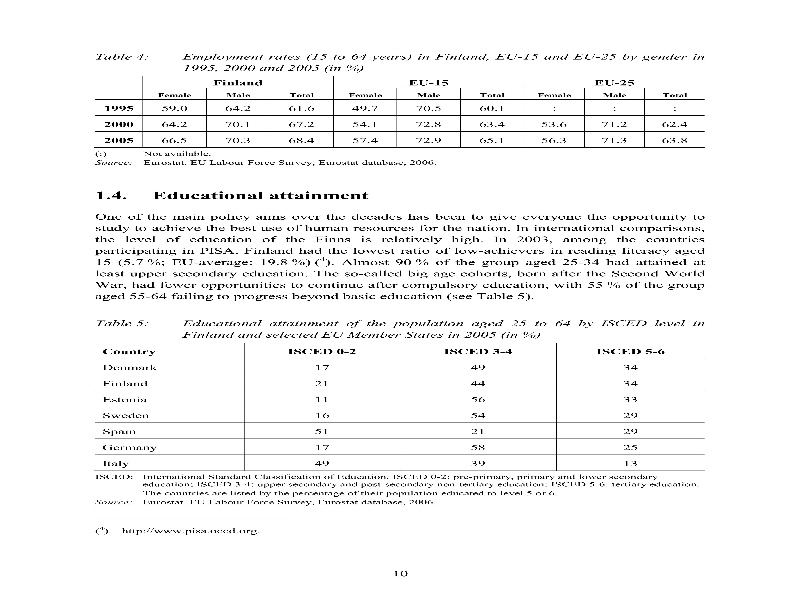 Table 4: Employment rates (15 to 64 years) in Finland, EU-15 and EU-25 by gender in
1995, 2000 and 2005 (in %)
Finland EU-15 EU-25
Female Male Total Female Male Total Female Male Total
1995 59.0 64.2 61.6 49.7 70.5 60.1 : : :
2000 64.2 70.1 67.2 54.1 72.8 63.4 53.6 71.2 62.4
2005 66.5 70.3 68.4 57.4 72.9 65.1 56.3 71.3 63.8
(:) Not available.
Source: Eurostat, EU Labour Force Survey, Eurostat database, 2006.
1.4. Educational attainment
One of the main policy aims over the decades has been to give everyone the opportunity to
study to achieve the best use of human resources for the nation. In international comparisons,
the level of education of the Finns is relatively high. In 2003, among the countries
participating in PISA, Finland had the lowest ratio of low-achievers in reading literacy aged
15 (5.7 %; EU average: 19.8 %) (4). Almost 90 % of the group aged 25-34 had attained at
least upper secondary education. The so-called big age cohorts, born after the Second World
War, had fewer opportunities to continue after compulsory education, with 55 % of the group
aged 55-64 failing to progress beyond basic education (see Table 5).
Table 5: Educational attainment of the population aged 25 to 64 by ISCED level in
Finland and selected EU Member States in 2005 (in %)
Country ISCED 0-2 ISCED 3-4 ISCED 5-6
Denmark 17 49 34
Finland 21 44 34
Estonia 11 56 33
Sweden 16 54 29
Spain 51 21 29
Germany 17 58 25
Italy 49 39 13
ISCED: International Standard Classification of Education. ISCED 0-2: pre-primary, primary and lower secondary
education; ISCED 3-4: upper secondary and post-secondary non-tertiary education; ISCED 5-6: tertiary education.
The countries are listed by the percentage of their population educated to level 5 or 6.
Source: Eurostat, EU Labour Force Survey, Eurostat database, 2006.
(4) http://www.pisa.oecd.org.
10